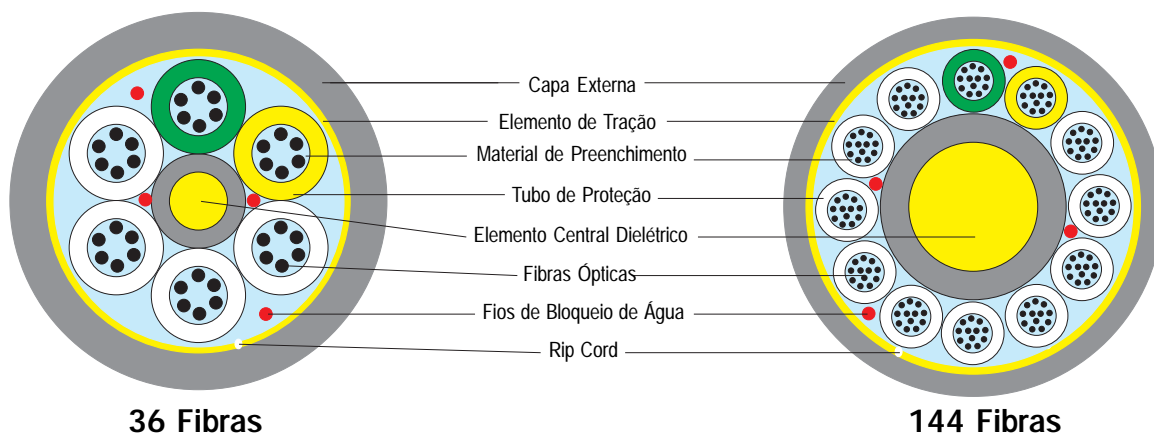 Capa Externa
Elemento de Tração
Material de Preenchimento
Tubo de Proteção
Elemento Central Dielétrico
Fibras Ópticas
Fios de Bloqueio de Água
Rip Cord
36 Fibras
144 Fibras